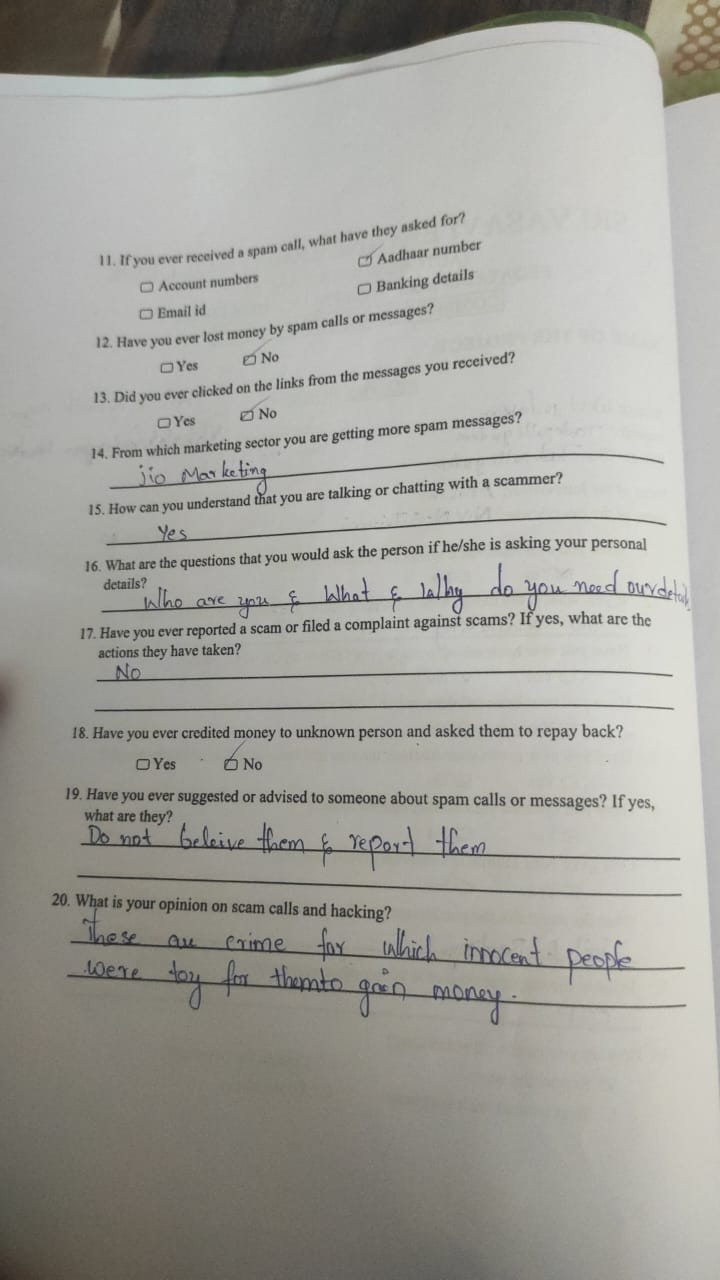 11. If you ever received a spam call, what have they asked for?
☐ Account numbers ☑ Aadhaar number
☐ Email id ☐ Banking details
12. Have you ever lost money by spam calls or messages?
☐ Yes ☑ No
13. Did you ever clicked on the links from the messages you received?
☐ Yes ☑ No
14. From which marketing sector you are getting more spam messages?
jio Marketing
15. How can you understand that you are talking or chatting with a scammer?
Yes
16. What are the questions that you would ask the person if he/she is asking your personal
details?
Who are you & What & Why do you need our details
17. Have you ever reported a scam or filed a complaint against scams? If yes, what are the
actions they have taken?
No
18. Have you ever credited money to unknown person and asked them to repay back?
☐ Yes ☑ No
19. Have you ever suggested or advised to someone about spam calls or messages? If yes,
what are they?
Do not beleive them & report them
20. What is your opinion on scam calls and hacking?
These are crime for which innocent people
were toy for them to gain money.